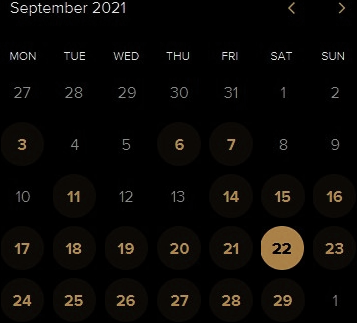 September 2021
MON TUE WED THU FRI SAT SUN
27 28 29 30 31 1 2
3 4 5 6 7 8 9
10 11 12 13 14 15 16
17 18 19 20 21 22 23
24 25 26 27 28 29 1